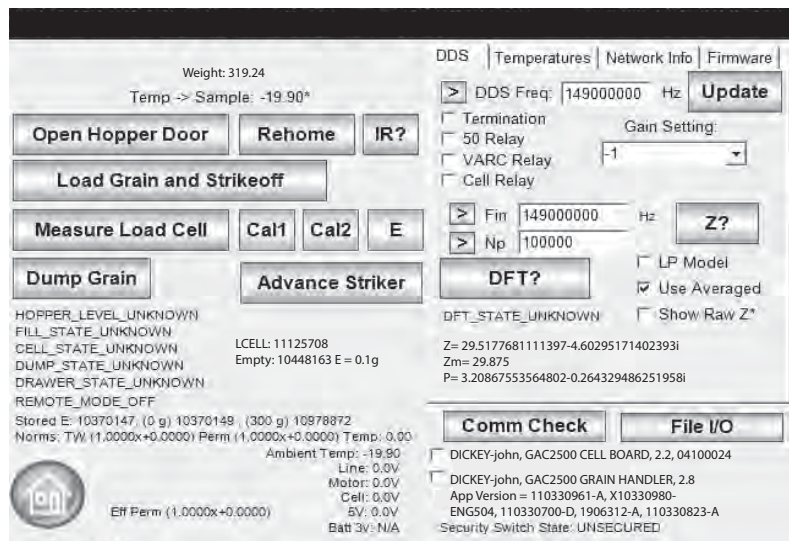 Weight: 319.24
Temp -> Sample: -19.90*
Open Hopper Door
Rehome
IR?
Load Grain and Strikeoff
Measure Load Cell
Cal1
Cal2
E
Dump Grain
Advance Striker
HOPPER_LEVEL_UNKNOWN
FILL_STATE_UNKNOWN
CELL_STATE_UNKNOWN
DUMP_STATE_UNKNOWN
DRAWER_STATE_UNKNOWN
REMOTE_MODE_OFF
LCELL: 11125708
Empty: 10448163 E = 0.1g
Stored E: 10370147, (0 g) 10370149 , (300 g) 10978872
Norms: TW (1.0000x+0.0000) Perm (1.0000x+0.0000) Temp: 0.00
Ambient Temp: -19.90
Line: 0.0V
Motor: 0.0V
Cell: 0.0V
Eff Perm (1.0000x+0.0000)
5V: 0.0V
Batt 3v: N/A
DDS
Temperatures
Network Info
Firmware
> DDS Freq: 149000000 Hz
Update
Termination
50 Relay
VARC Relay
Cell Relay
Gain Setting:
-1
> Fin 149000000 Hz
> Np 100000
Z?
DFT?
LP Model
Use Averaged
Show Raw Z*
DFT_STATE_UNKNOWN
Z= 29.5177681111397-4.60295171402393i
Zm= 29.875
P= 3.20867553564802-0.264329486251958i
Comm Check
File I/O
DICKEY-john, GAC2500 CELL BOARD, 2.2, 04100024
DICKEY-john, GAC2500 GRAIN HANDLER, 2.8
App Version = 110330961-A, X10330980-
ENG504, 110330700-D, 1906312-A, 110330823-A
Security Switch State: UNSECURED